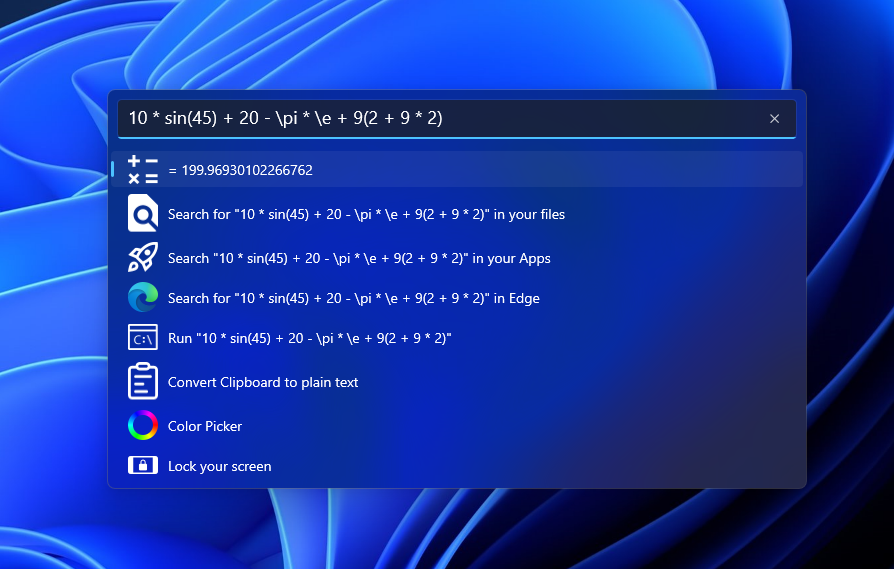 10 * sin(45) + 20 - \pi * \e + 9(2 + 9 * 2)
= 199.96930102266762
Search for "10 * sin(45) + 20 - \pi * \e + 9(2 + 9 * 2)" in your files
Search "10 * sin(45) + 20 - \pi * \e + 9(2 + 9 * 2)" in your Apps
Search for "10 * sin(45) + 20 - \pi * \e + 9(2 + 9 * 2)" in Edge
C:\ Run "10 * sin(45) + 20 - \pi * \e + 9(2 + 9 * 2)"
Convert Clipboard to plain text
Color Picker
Lock your screen